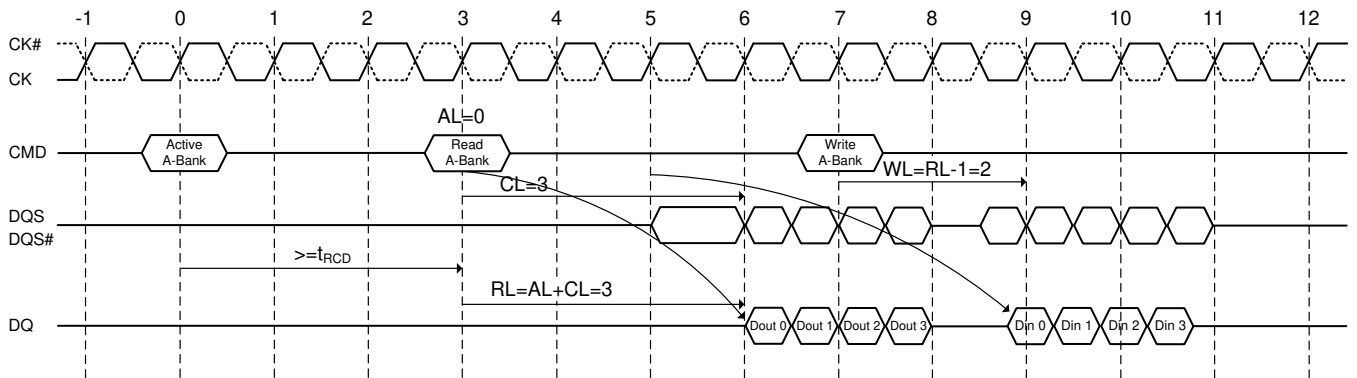 -1 0 1 2 3 4 5 6 7 8 9 10 11 12
CK#
CK
AL=0
CMD
Active
A-Bank
Read
A-Bank
Write
A-Bank
WL=RL-1=2
CL=3
DQS
DQS#
>=tRCD
RL=AL+CL=3
DQ
Dout 0 Dout 1 Dout 2 Dout 3 Din 0 Din 1 Din 2 Din 3